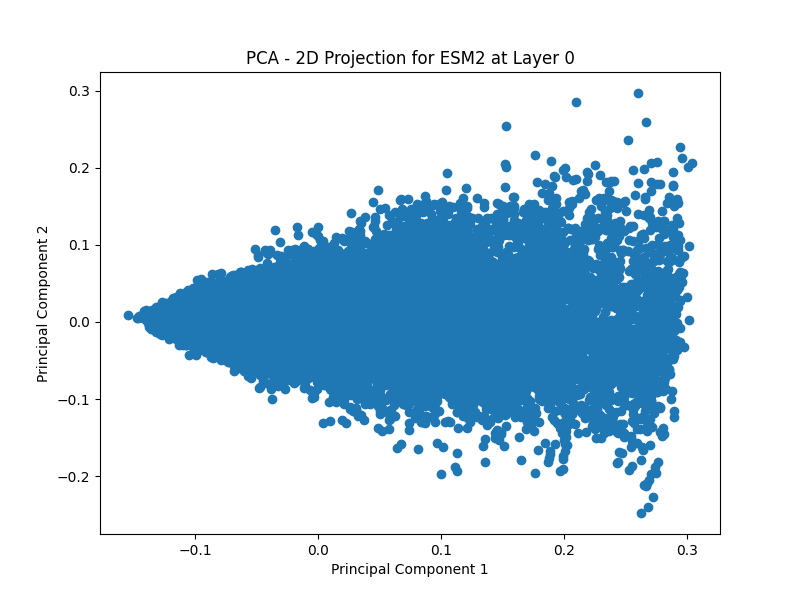 PCA - 2D Projection for ESM2 at Layer 0
0.3
0.2
0.1
0.0
−0.1
−0.2
Principal Component 2
−0.1 0.0 0.1 0.2 0.3
Principal Component 1